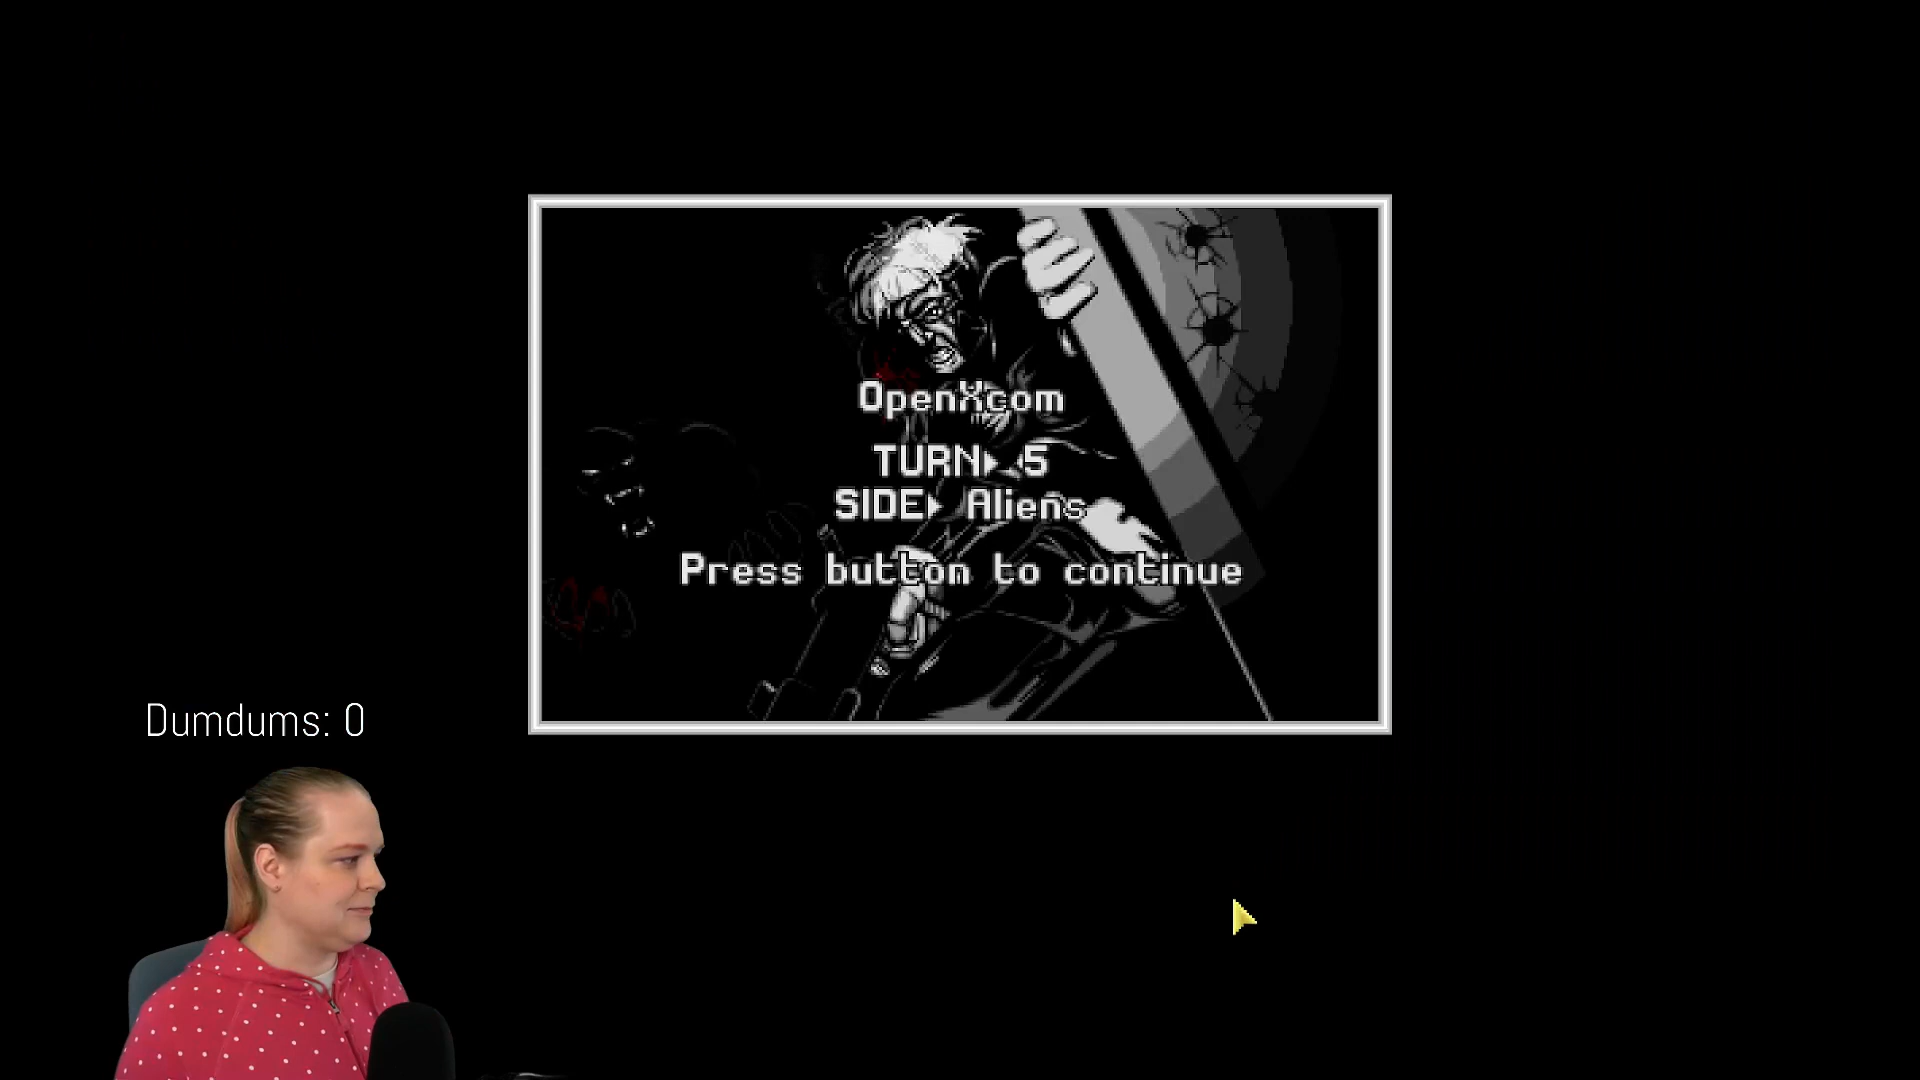 OpenXcom
TURN▸ 5
SIDE▸ Aliens
Press button to continue
Dumdums: 0